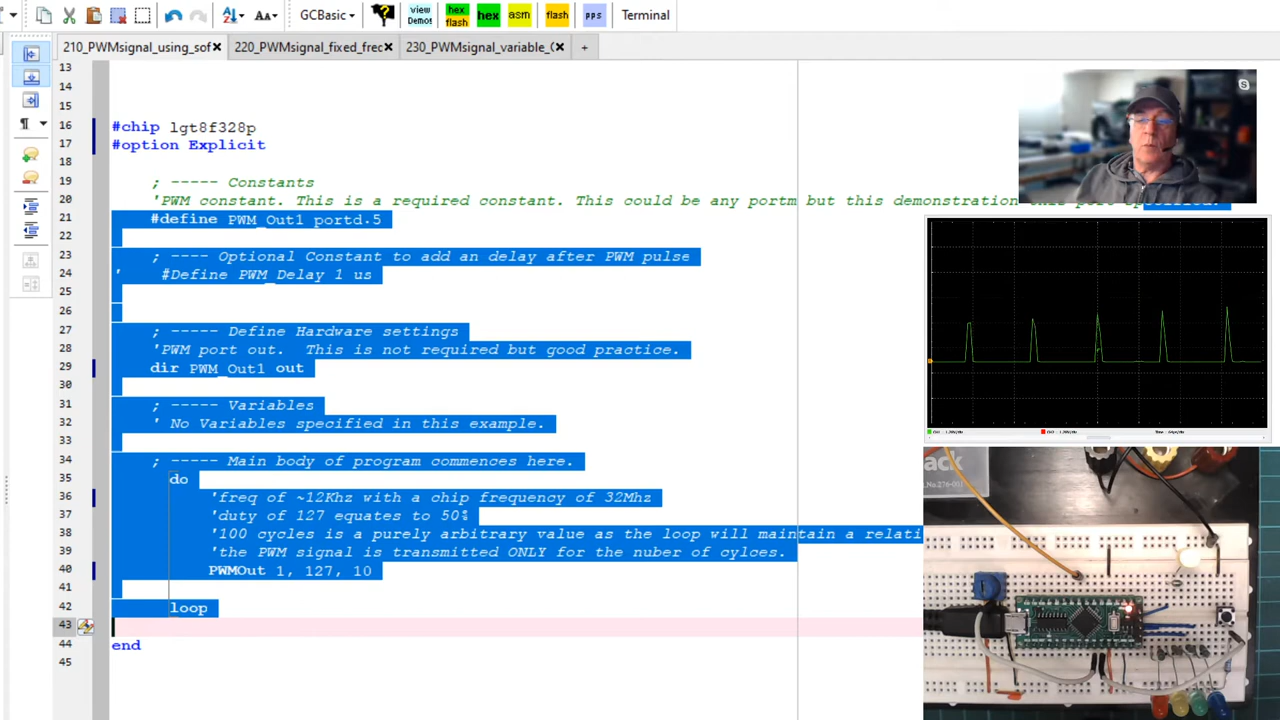 GCBasic
view Demos
hex flash
hex
asm
flash
pps
Terminal
210_PWMsignal_using_sof
220_PWMsignal_fixed_frec
230_PWMsignal_variable_(
13
14
15
16 #chip lgt8f328p
17 #option Explicit
18
19 ; ----- Constants
20 'PWM constant. This is a required constant. This could be any portm but this demonstration
21 #define PWM_Out1 portd.5
22
23 ; ---- Optional Constant to add an delay after PWM pulse
24 ' #Define PWM_Delay 1 us
25
26
27 ; ----- Define Hardware settings
28 'PWM port out. This is not required but good practice.
29 dir PWM_Out1 out
30
31 ; ----- Variables
32 ' No Variables specified in this example.
33
34 ; ----- Main body of program commences here.
35 do
36 'freq of ~12Khz with a chip frequency of 32Mhz
37 'duty of 127 equates to 50%
38 '100 cycles is a purely arbitrary value as the loop will maintain a relati
39 'the PWM signal is transmitted ONLY for the nuber of cylces.
40 PWMOut 1, 127, 10
41
42 loop
43
44 end
45
ack
No.276-001